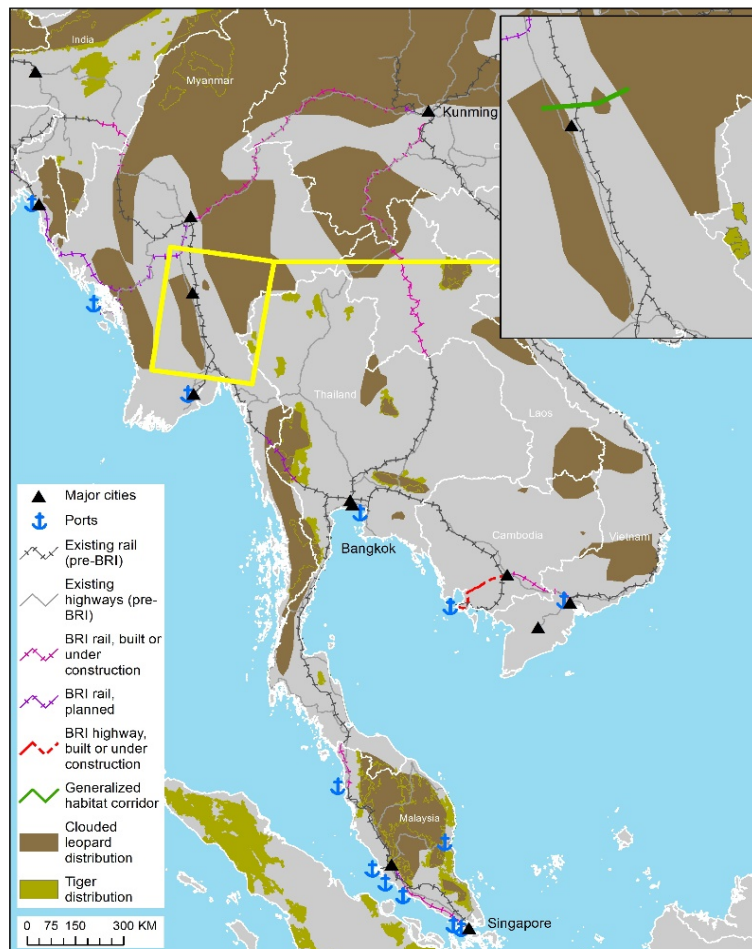 India
Myanmar
Kunming
Thailand
Laos
Bangkok
Cambodia
Vietnam
Malaysia
Singapore
Major cities
Ports
Existing rail
(pre-BRI)
Existing
highways (pre-
BRI)
BRI rail, built or
under
construction
BRI rail,
planned
BRI highway,
built or under
construction
Generalized
habitat corridor
Clouded
leopard
distribution
Tiger
distribution
0 75 150 300 KM